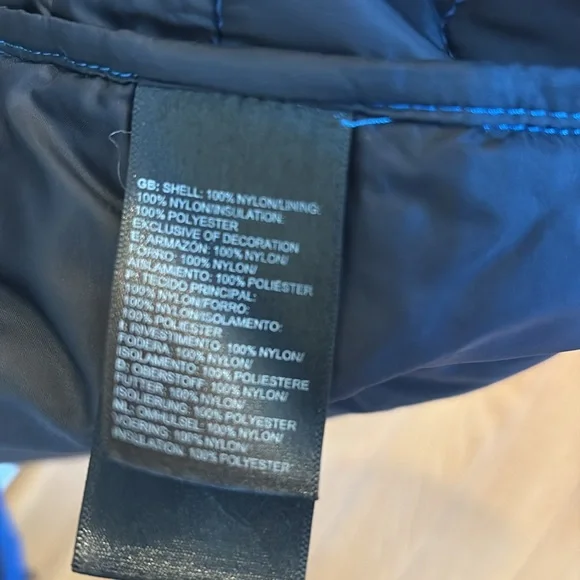 GB: SHELL: 100% NYLON/LINING:
100% NYLON/INSULATION:
100% POLYESTER
EXCLUSIVE OF DECORATION
E: ARMAZÓN: 100% NYLON/
FORRO: 100% NYLON/
AISLAMIENTO: 100% POLIÉSTER
P: TECIDO PRINCIPAL:
100% NYLON/FORRO:
100% NYLON/ISOLAMENTO:
100% POLIÉSTER
I: INVESTIMENTO: 100% NYLON/
FODERA: 100% NYLON/
ISOLAMENTO: 100% POLIESTERE
D: OBERSTOFF: 100% NYLON/
FUTTER: 100% NYLON/
ISOLIERUNG: 100% POLYESTER
NL: OMHULSEL: 100% NYLON/
VOERING: 100% NYLON/
INSULATION: 100% POLYESTER